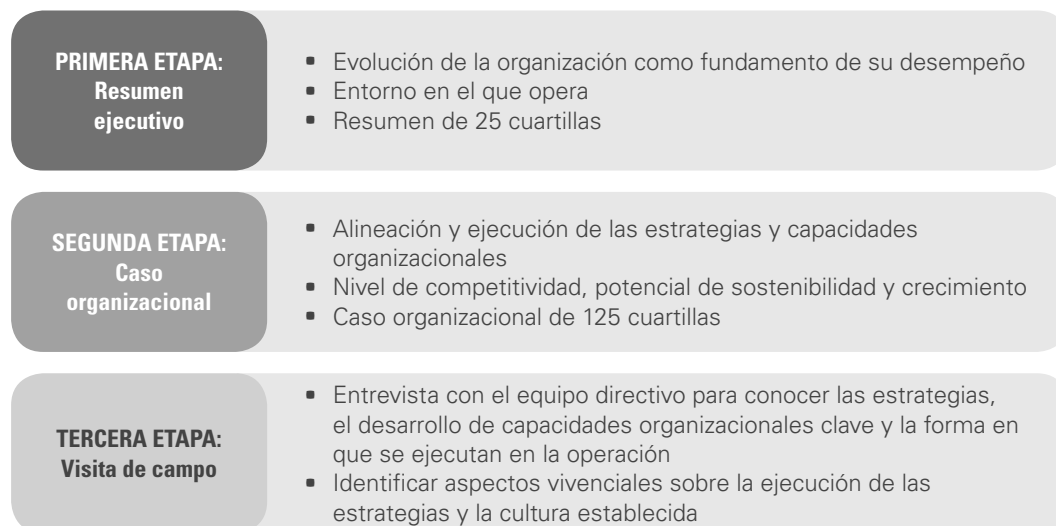 PRIMERA ETAPA:
Resumen
ejecutivo
▪ Evolución de la organización como fundamento de su desempeño
▪ Entorno en el que opera
▪ Resumen de 25 cuartillas
SEGUNDA ETAPA:
Caso
organizacional
▪ Alineación y ejecución de las estrategias y capacidades
organizacionales
▪ Nivel de competitividad, potencial de sostenibilidad y crecimiento
▪ Caso organizacional de 125 cuartillas
TERCERA ETAPA:
Visita de campo
▪ Entrevista con el equipo directivo para conocer las estrategias,
el desarrollo de capacidades organizacionales clave y la forma en
que se ejecutan en la operación
▪ Identificar aspectos vivenciales sobre la ejecución de las
estrategias y la cultura establecida